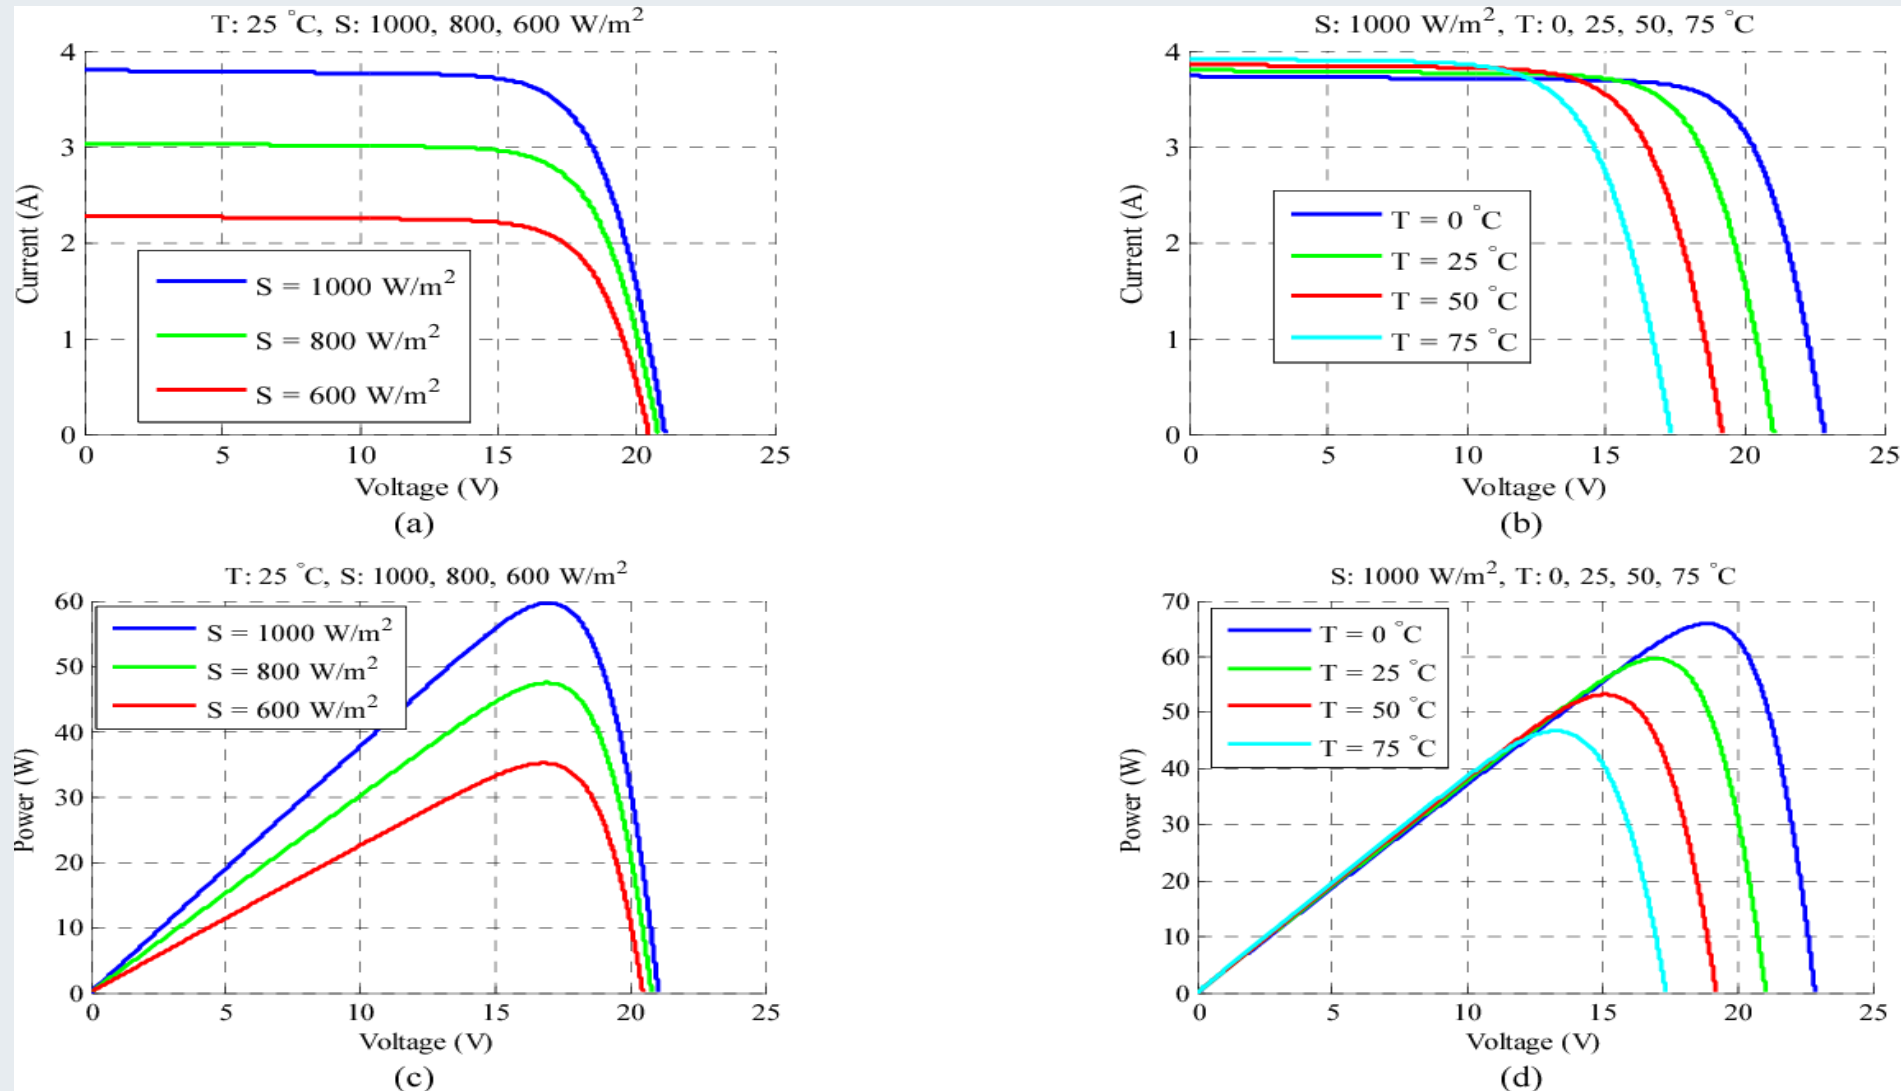 T: 25 °C, S: 1000, 800, 600 W/m²
4
3
2
1
0
Current (A)
S = 1000 W/m²
S = 800 W/m²
S = 600 W/m²
0 5 10 15 20 25
Voltage (V)
(a)
S: 1000 W/m², T: 0, 25, 50, 75 °C
4
3
2
1
0
Current (A)
T = 0 °C
T = 25 °C
T = 50 °C
T = 75 °C
0 5 10 15 20 25
Voltage (V)
(b)
T: 25 °C, S: 1000, 800, 600 W/m²
60
50
40
30
20
10
0
Power (W)
S = 1000 W/m²
S = 800 W/m²
S = 600 W/m²
0 5 10 15 20 25
Voltage (V)
(c)
S: 1000 W/m², T: 0, 25, 50, 75 °C
70
60
50
40
30
20
10
0
Power (W)
T = 0 °C
T = 25 °C
T = 50 °C
T = 75 °C
0 5 10 15 20 25
Voltage (V)
(d)